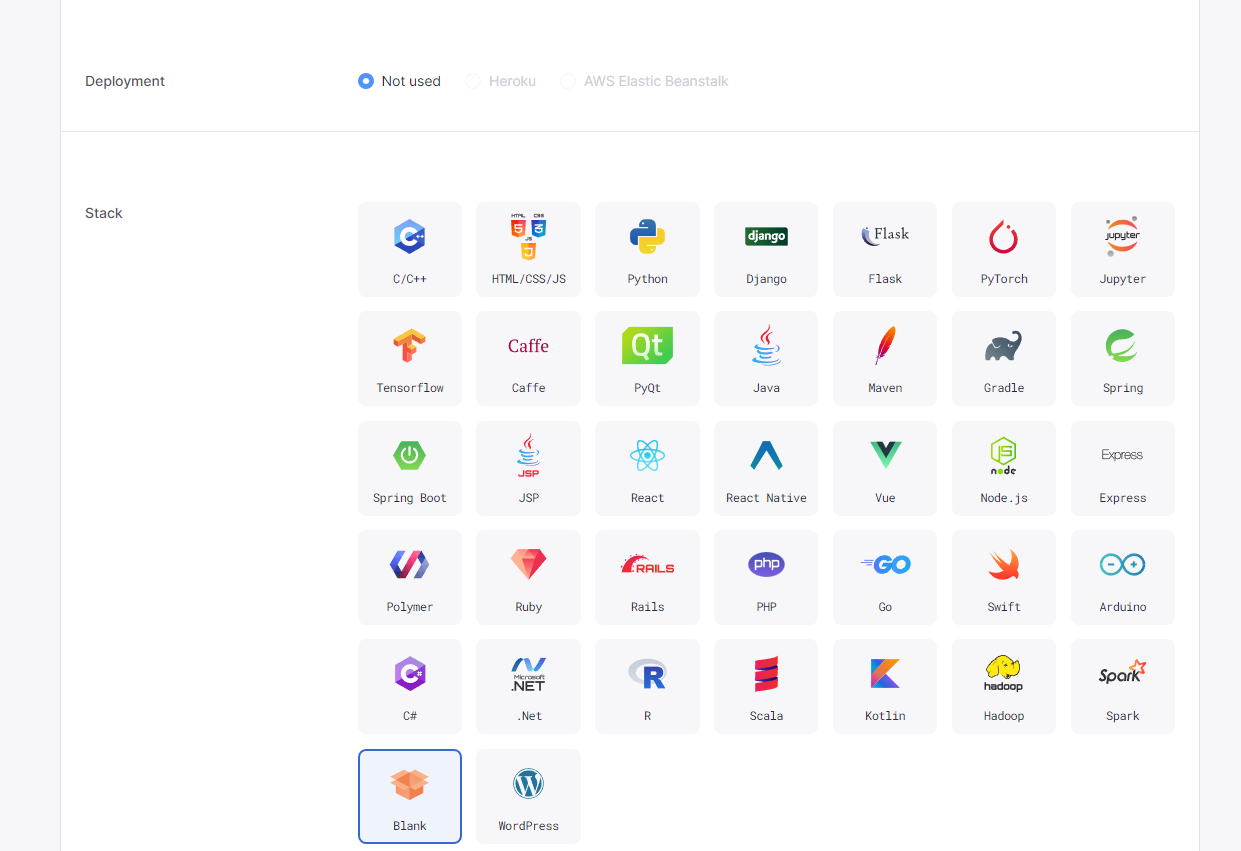 Deployment
Not used
Heroku
AWS Elastic Beanstalk
Stack
HTML CSS
JS
django
Flask
jupyter
C/C++
HTML/CSS/JS
Python
Django
Flask
PyTorch
Jupyter
Caffe
Qt
Tensorflow
Caffe
PyQt
Java
Maven
Gradle
Spring
JSP
JS
node
Express
Spring Boot
JSP
React
React Native
Vue
Node.js
Express
RAILS
php
GO
Polymer
Ruby
Rails
PHP
Go
Swift
Arduino
C#
Microsoft
.NET
R
hadoop
Spark
C#
.Net
R
Scala
Kotlin
Hadoop
Spark
W
Blank
WordPress